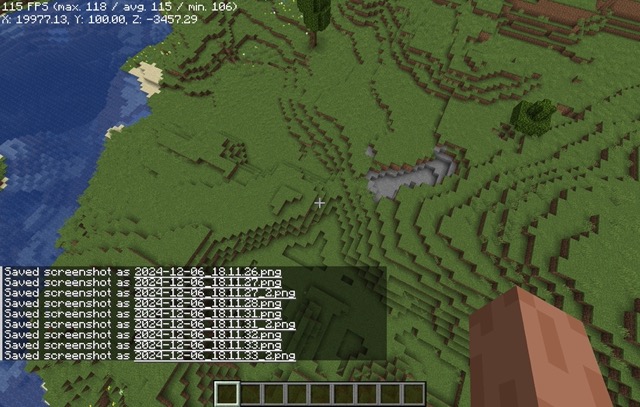 115 FPS (max. 118 / avg. 115 / min. 106)
X: 19977.13, Y: 100.00, Z: -3457.29
Saved screenshot as 2024-12-06_18.11.26.png
Saved screenshot as 2024-12-06_18.11.27.png
Saved screenshot as 2024-12-06_18.11.27_2.png
Saved screenshot as 2024-12-06_18.11.28.png
Saved screenshot as 2024-12-06_18.11.31.png
Saved screenshot as 2024-12-06_18.11.31_2.png
Saved screenshot as 2024-12-06_18.11.32.png
Saved screenshot as 2024-12-06_18.11.33.png
Saved screenshot as 2024-12-06_18.11.33_2.png